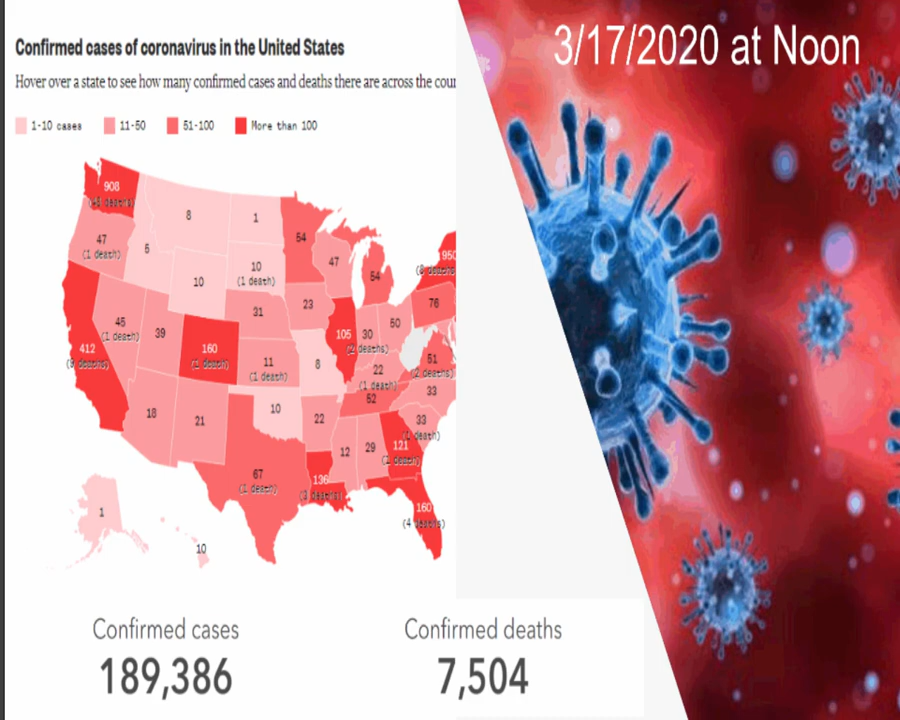 3/17/2020 at Noon
Confirmed cases of coronavirus in the United States
Hover over a state to see how many confirmed cases and deaths there are across the cour
1-10 cases
11-50
51-100
More than 100
908
47
(1 death)
8
1
54
47
54
950
10
10
(1 death)
31
23
76
45
(1 death)
39
412
160
(1 death)
11
(1 death)
8
105
30
(2 deaths)
50
51
(2 deaths)
22
(1 death)
52
33
18
21
10
22
12
29
121
33
67
(1 death)
136
160
(4 deaths)
1
10
Confirmed cases
189,386
Confirmed deaths
7,504